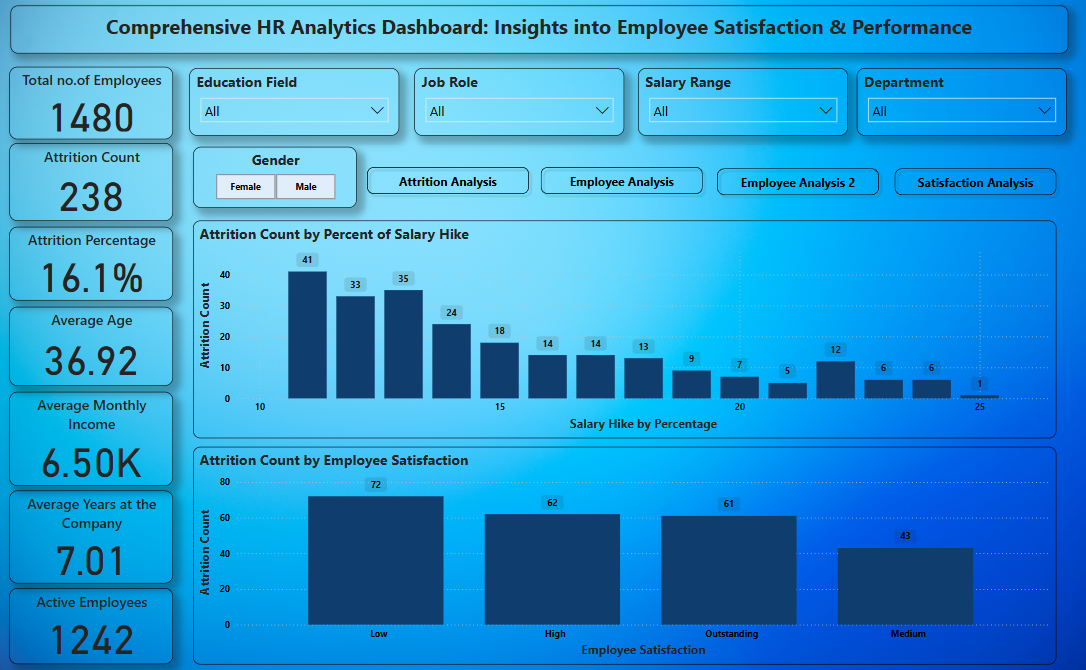 Comprehensive HR Analytics Dashboard: Insights into Employee Satisfaction & Performance
Total no.of Employees
1480
Attrition Count
238
Attrition Percentage
16.1%
Average Age
36.92
Average Monthly
Income
6.50K
Average Years at the
Company
7.01
Active Employees
1242
Education Field
All
Job Role
All
Salary Range
All
Department
All
Gender
Female
Male
Attrition Analysis
Employee Analysis
Employee Analysis 2
Satisfaction Analysis
Attrition Count by Percent of Salary Hike
Attrition Count
40
30
20
10
0
41
33
35
24
18
14
14
13
9
7
5
12
6
6
1
10
15
20
25
Salary Hike by Percentage
Attrition Count by Employee Satisfaction
Attrition Count
80
60
40
20
0
72
62
61
43
Low
High
Outstanding
Medium
Employee Satisfaction